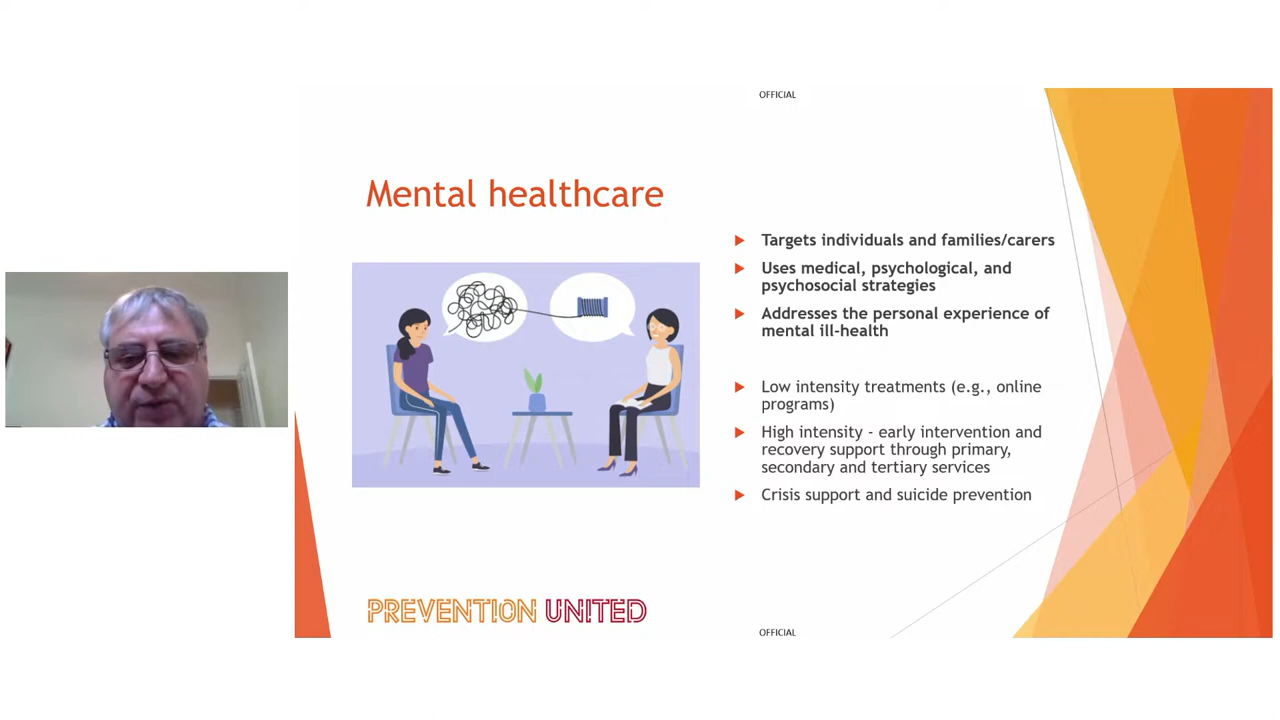 OFFICIAL
Mental healthcare
Targets individuals and families/carers
Uses medical, psychological, and
psychosocial strategies
Addresses the personal experience of
mental ill-health
Low intensity treatments (e.g., online
programs)
High intensity - early intervention and
recovery support through primary,
secondary and tertiary services
Crisis support and suicide prevention
PREVENTION UNITED
OFFICIAL